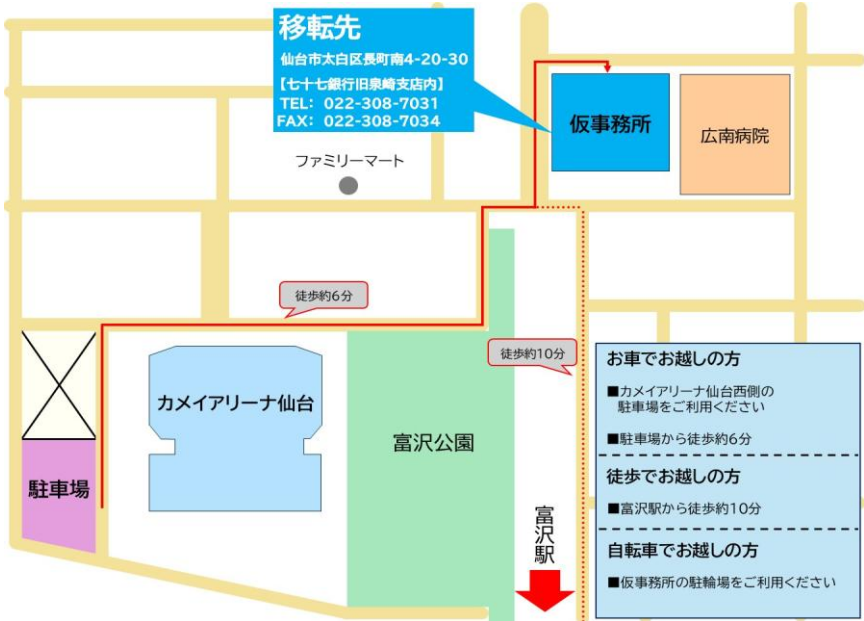 移転先
仙台市太白区長町南4-20-30
【七十七銀行旧泉崎支店内】
TEL: 022-308-7031
FAX: 022-308-7034
仮事務所
広南病院
ファミリーマート
徒歩約6分
徒歩約10分
カメイアリーナ仙台
富沢公園
駐車場
富沢駅
お車でお越しの方
■カメイアリーナ仙台西側の
駐車場をご利用ください
■駐車場から徒歩約6分
徒歩でお越しの方
■富沢駅から徒歩約10分
自転車でお越しの方
■仮事務所の駐輪場をご利用ください